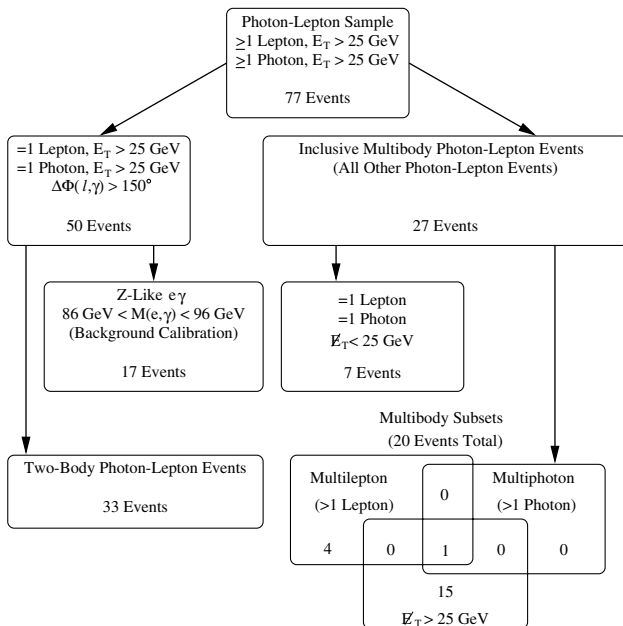 Photon-Lepton Sample
≥1 Lepton, E_T > 25 GeV
≥1 Photon, E_T > 25 GeV
77 Events
=1 Lepton, E_T > 25 GeV
=1 Photon, E_T > 25 GeV
ΔΦ(l,γ) > 150°
50 Events
Inclusive Multibody Photon-Lepton Events
(All Other Photon-Lepton Events)
27 Events
Z-Like eγ
86 GeV < M(e,γ) < 96 GeV
(Background Calibration)
17 Events
=1 Lepton
=1 Photon
E̸_T < 25 GeV
7 Events
Two-Body Photon-Lepton Events
33 Events
Multibody Subsets
(20 Events Total)
Multilepton
(>1 Lepton)
0
Multiphoton
(>1 Photon)
4 0 1 0 0
15
E̸_T > 25 GeV